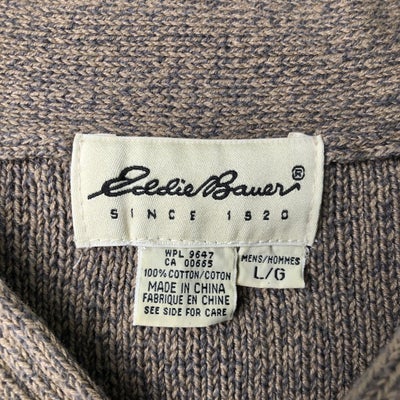 Eddie Bauer®
SINCE 1920
WPL 9647
CA 00665
100% COTTON/COTON
MADE IN CHINA
FABRIQUE EN CHINE
SEE SIDE FOR CARE
MENS/HOMMES
L/G